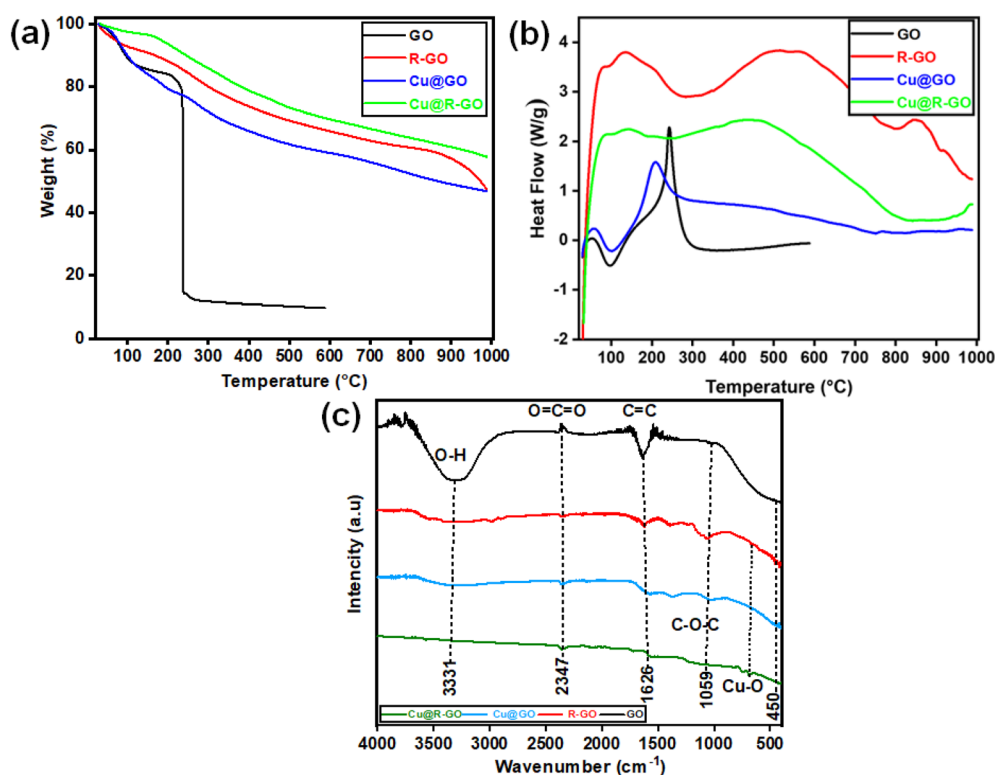 (a)
GO
R-GO
Cu@GO
Cu@R-GO
100
80
60
40
20
0
Weight (%)
100 200 300 400 500 600 700 800 900 1000
Temperature (°C)
(b)
GO
R-GO
Cu@GO
Cu@R-GO
4
3
2
1
0
-1
-2
Heat Flow (W/g)
100 200 300 400 500 600 700 800 900 1000
Temperature (°C)
(c)
O=C=O C=C
O-H
C-O-C
Cu-O
3331
2347
1626
1059
450
Intencity (a.u)
Cu@R-GO Cu@GO R-GO GO
4000 3500 3000 2500 2000 1500 1000 500
Wavenumber (cm-1)